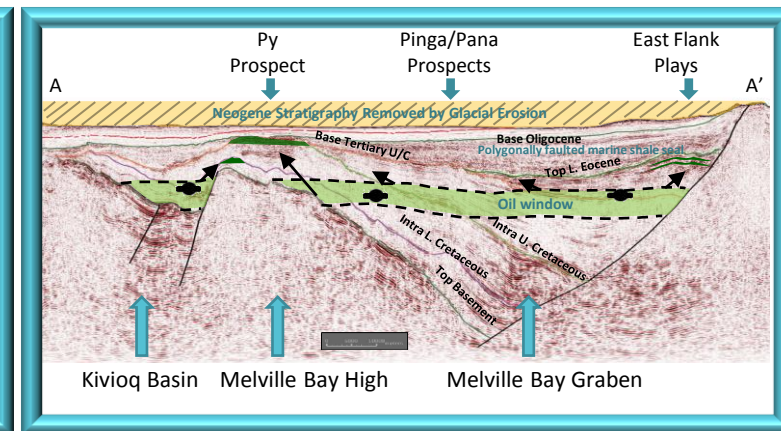 Py
Prospect
Pinga/Pana
Prospects
East Flank
Plays
A
A'
Neogene Stratigraphy Removed by Glacial Erosion
Base Tertiary U/C
Base Oligocene
Polygonally faulted marine shale seal
Top L. Eocene
Oil window
Intra L. Cretaceous
Intra U. Cretaceous
Top Basement
Kivioq Basin
Melville Bay High
Melville Bay Graben